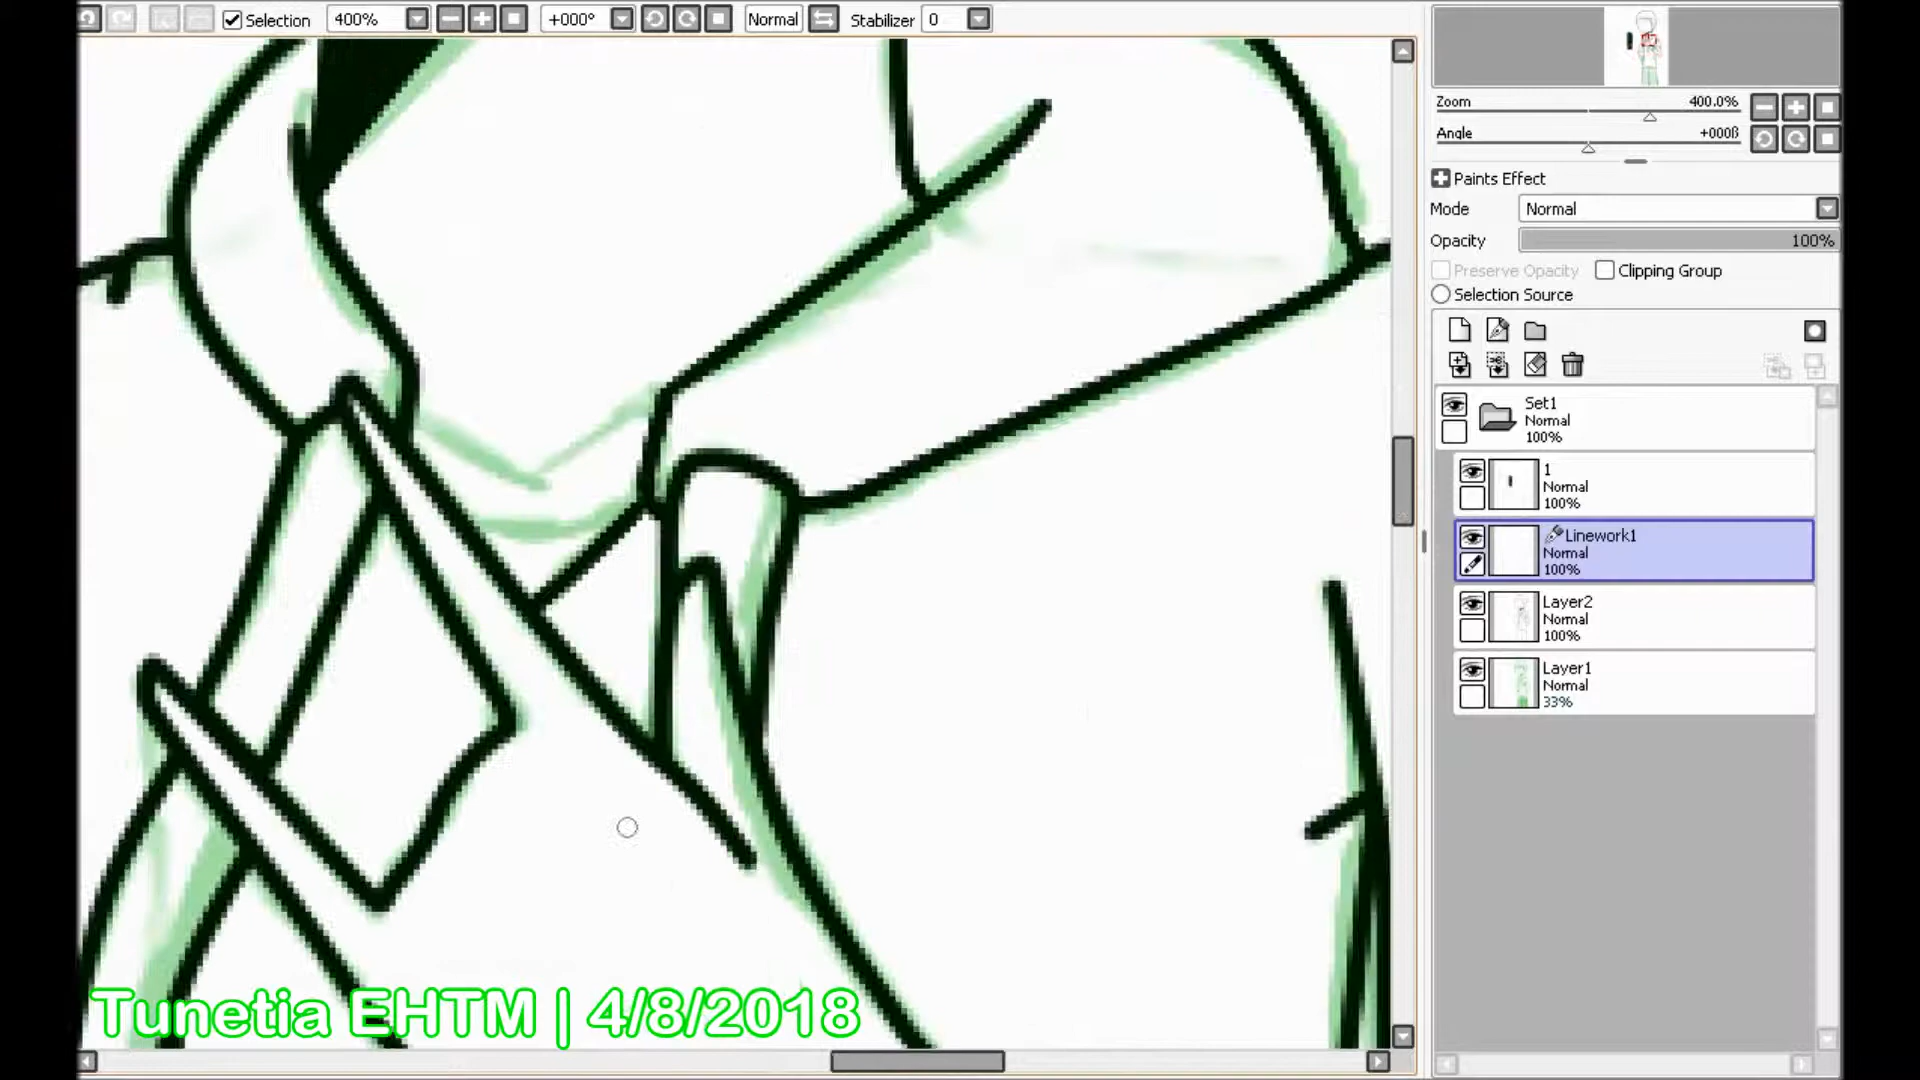 Selection 400% +000° Normal Stabilizer 0
Zoom 400.0%
Angle +000ß
Paints Effect
Mode Normal
Opacity 100%
Preserve Opacity Clipping Group
Selection Source
Set1
Normal
100%
1
Normal
100%
Linework1
Normal
100%
Layer2
Normal
100%
Layer1
Normal
33%
Tunetia EHTM | 4/8/2018